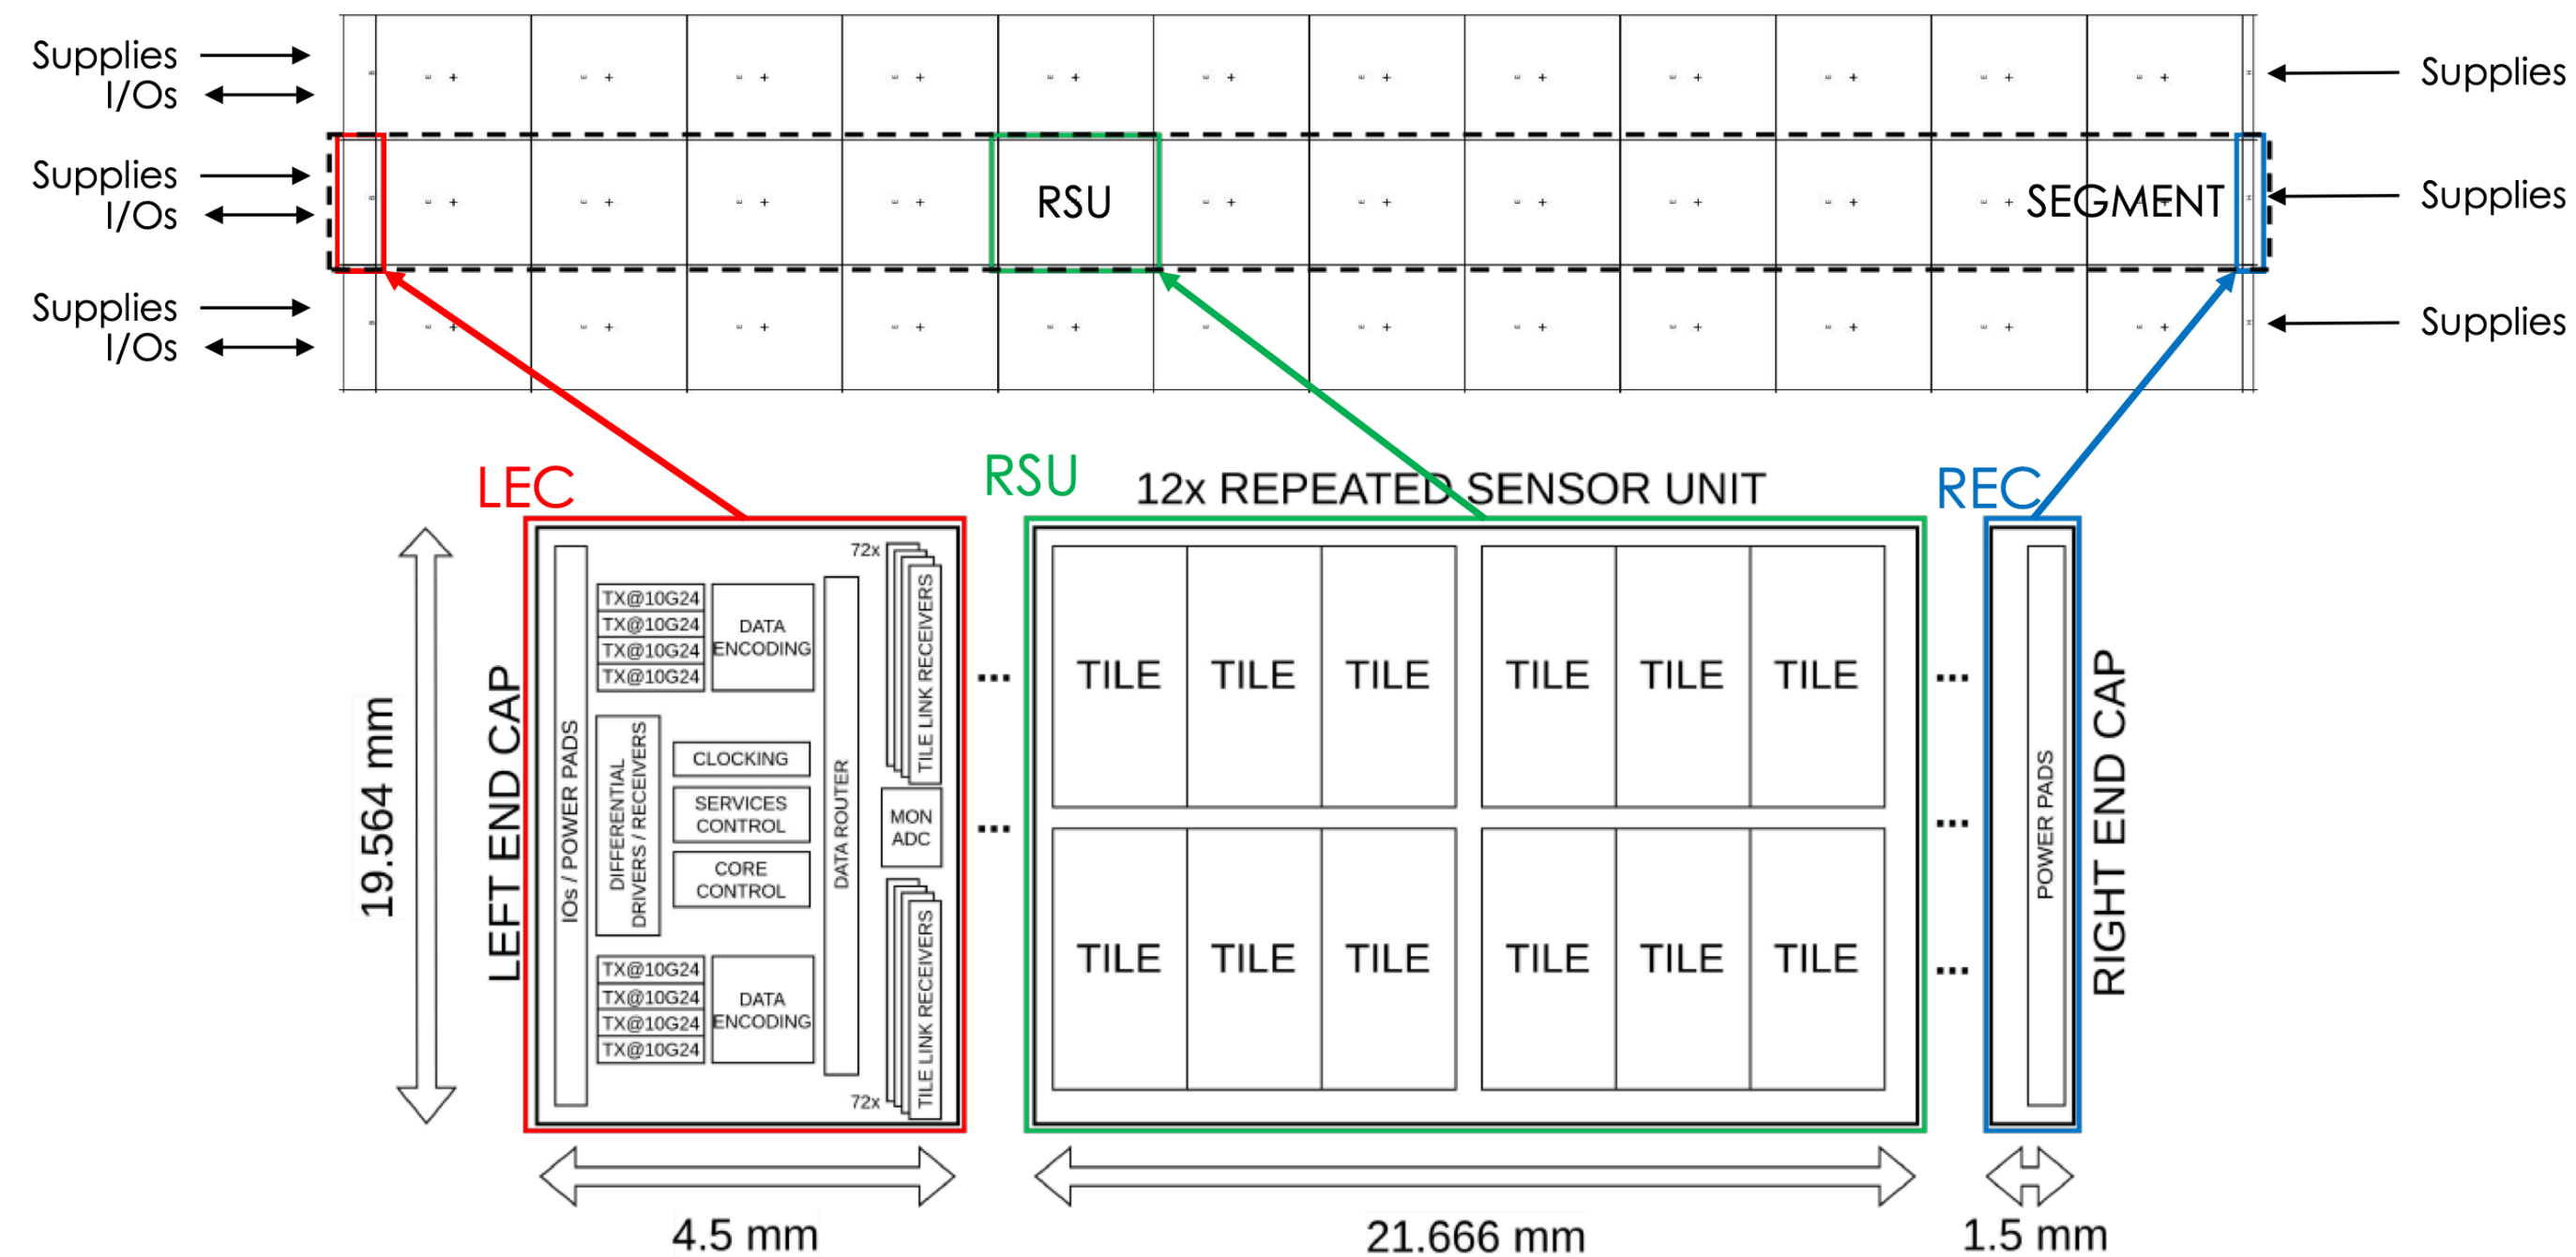 Supplies
I/Os
Supplies
Supplies
I/Os
RSU
SEGMENT
Supplies
Supplies
I/Os
Supplies
LEC
RSU
12x REPEATED SENSOR UNIT
REC
19.564 mm
LEFT END CAP
IOs / POWER PADS
72x
TX@10G24
TX@10G24
TX@10G24
TX@10G24
DATA
ENCODING
TILE LINK RECEIVERS
DIFFERENTIAL
DRIVERS / RECEIVERS
CLOCKING
SERVICES
CONTROL
CORE
CONTROL
DATA ROUTER
MON
ADC
TX@10G24
TX@10G24
TX@10G24
TX@10G24
DATA
ENCODING
TILE LINK RECEIVERS
72x
...
...
TILE TILE TILE TILE TILE TILE
TILE TILE TILE TILE TILE TILE
...
...
...
POWER PADS
RIGHT END CAP
4.5 mm
21.666 mm
1.5 mm